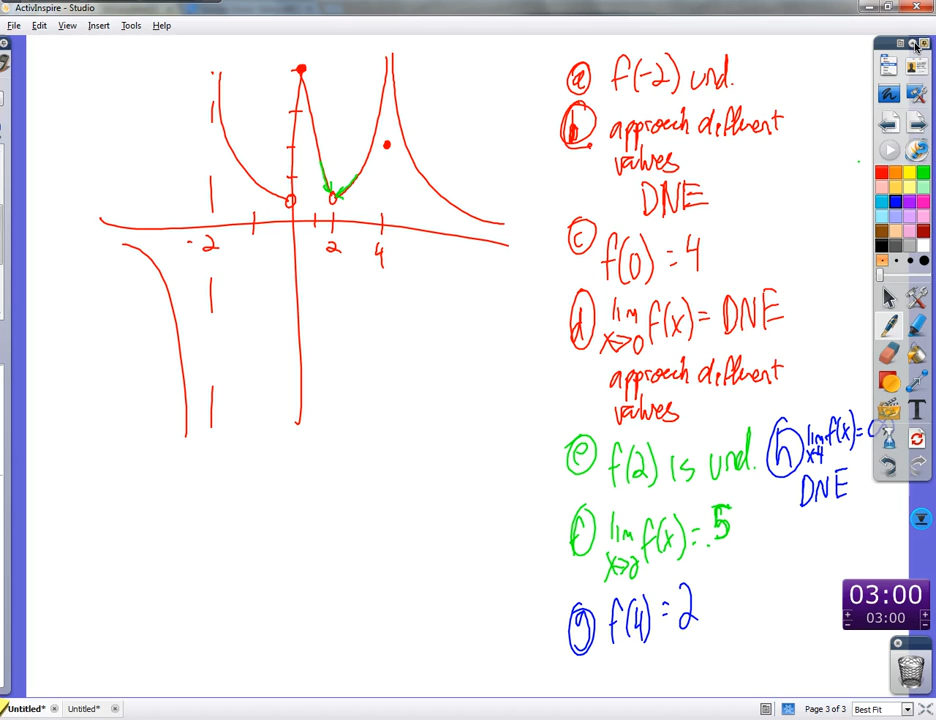 ActivInspire - Studio
File Edit View Insert Tools Help
-2
2
4
a f(-2) und.
b approach different
values
DNE
c f(0) = 4
d lim f(x) = DNE
x→0
approach different
values
e f(2) is und.
f lim f(x) = .5
x→2
g f(4) = 2
h lim f(x) = ∞
x→4
DNE
03:00
03:00
Untitled* Untitled*
Page 3 of 3 Best Fit